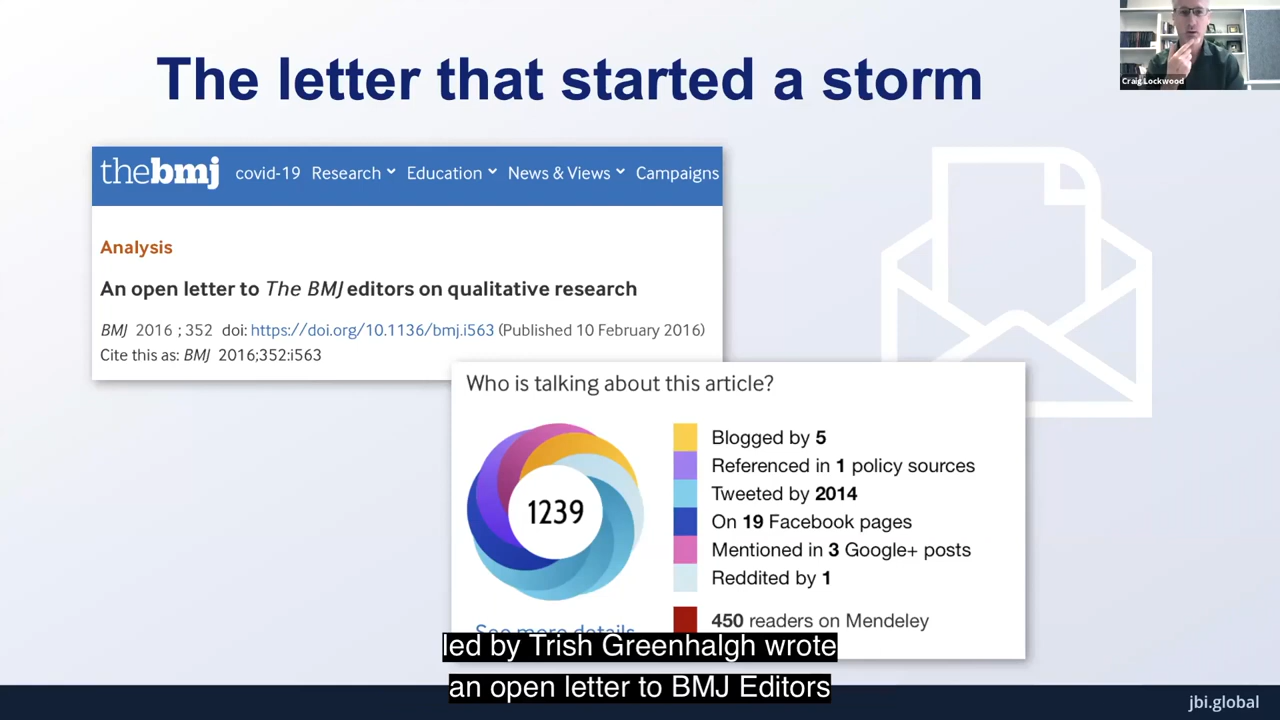 The letter that started a storm
Craig Lockwood
thebmj covid-19 Research Education News & Views Campaigns
Analysis
An open letter to The BMJ editors on qualitative research
BMJ 2016 ; 352 doi: https://doi.org/10.1136/bmj.i563 (Published 10 February 2016)
Cite this as: BMJ 2016;352:i563
Who is talking about this article?
1239
Blogged by 5
Referenced in 1 policy sources
Tweeted by 2014
On 19 Facebook pages
Mentioned in 3 Google+ posts
Reddited by 1
450 readers on Mendeley
See more details
led by Trish Greenhalgh wrote
an open letter to BMJ Editors
jbi.global